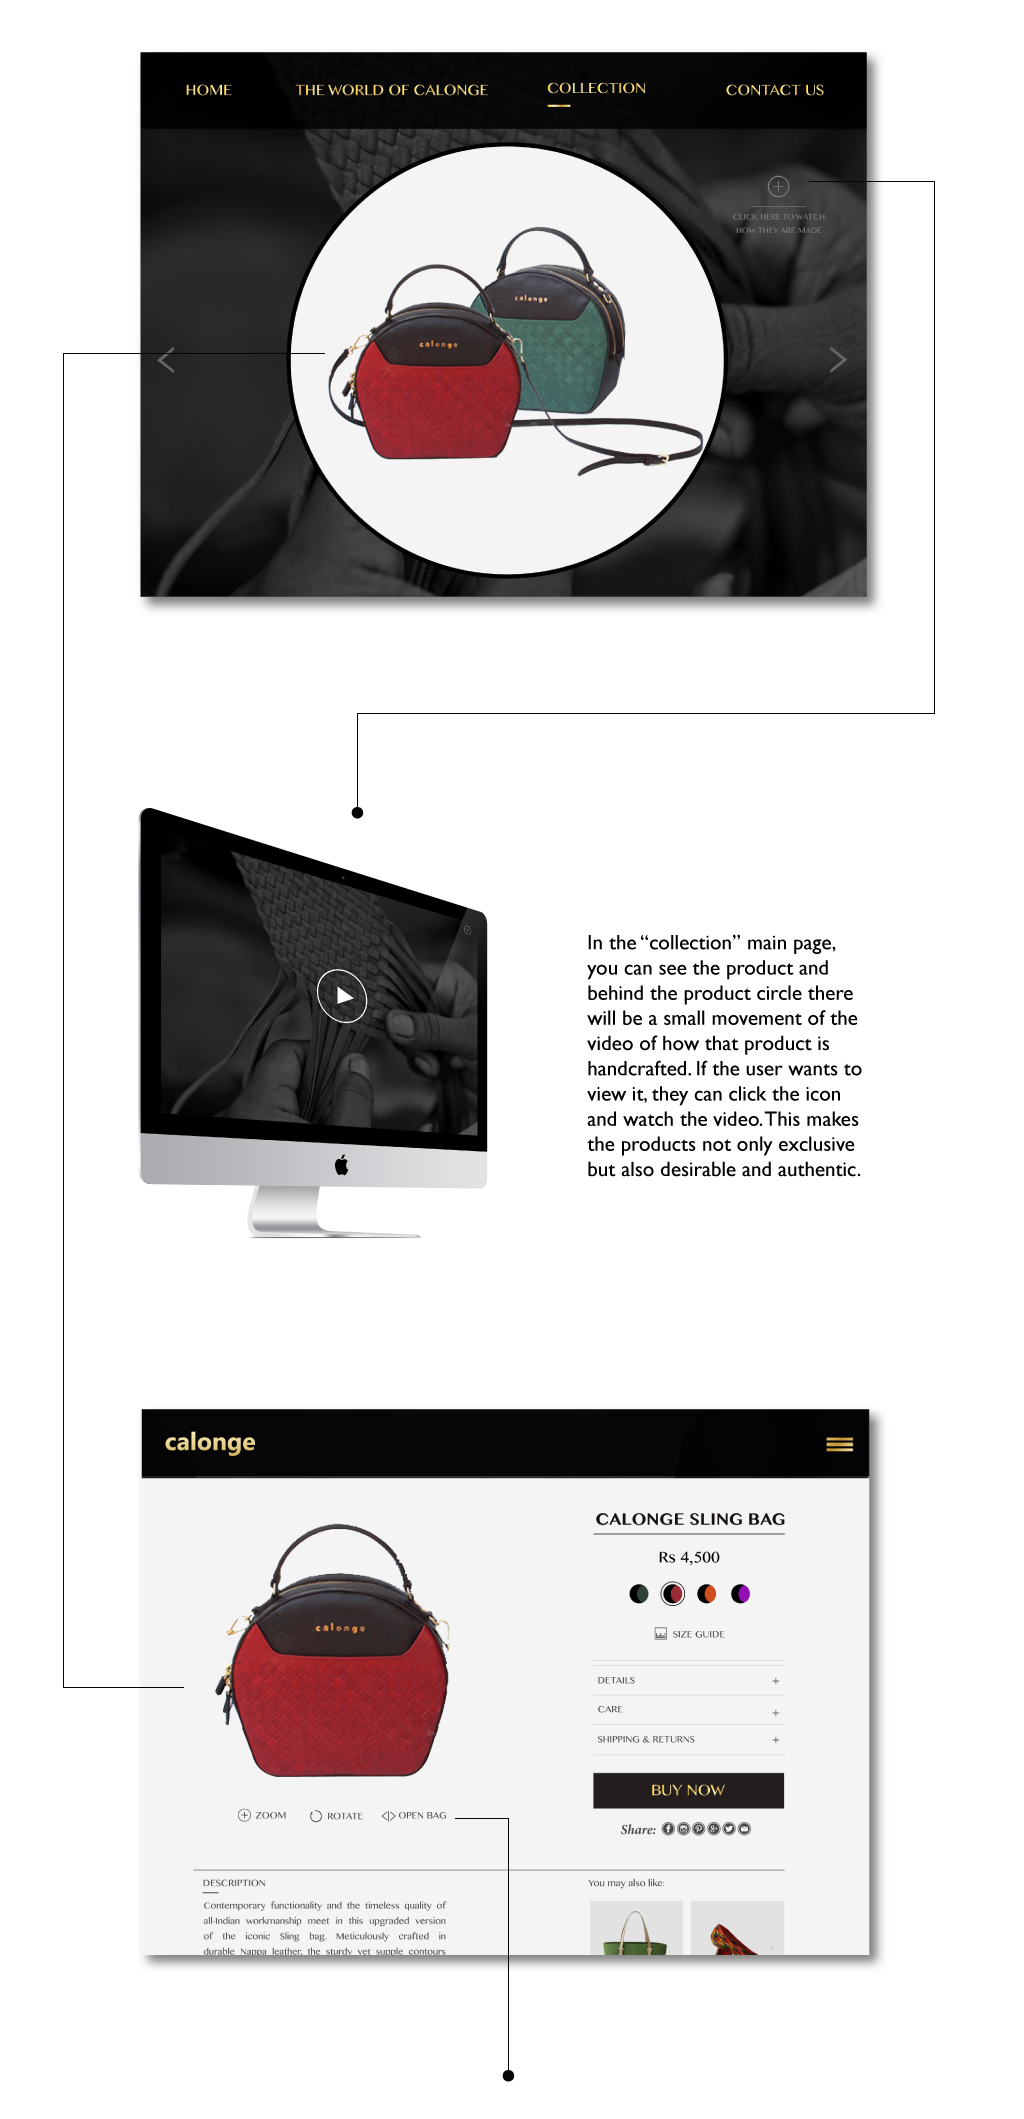 HOME THE WORLD OF CALONGE COLLECTION CONTACT US
CLICK HERE TO WATCH
HOW THEY ARE MADE
calonge
calonge
In the “collection” main page,
you can see the product and
behind the product circle there
will be a small movement of the
video of how that product is
handcrafted. If the user wants to
view it, they can click the icon
and watch the video. This makes
the products not only exclusive
but also desirable and authentic.
calonge
CALONGE SLING BAG
Rs 4,500
calonge
SIZE GUIDE
DETAILS +
CARE +
SHIPPING & RETURNS +
BUY NOW
ZOOM ROTATE OPEN BAG
Share:
DESCRIPTION
Contemporary functionality and the timeless quality of
all-Indian workmanship meet in this upgraded version
of the iconic Sling bag. Meticulously crafted in
durable Nappa leather, the sturdy yet supple contours
You may also like: